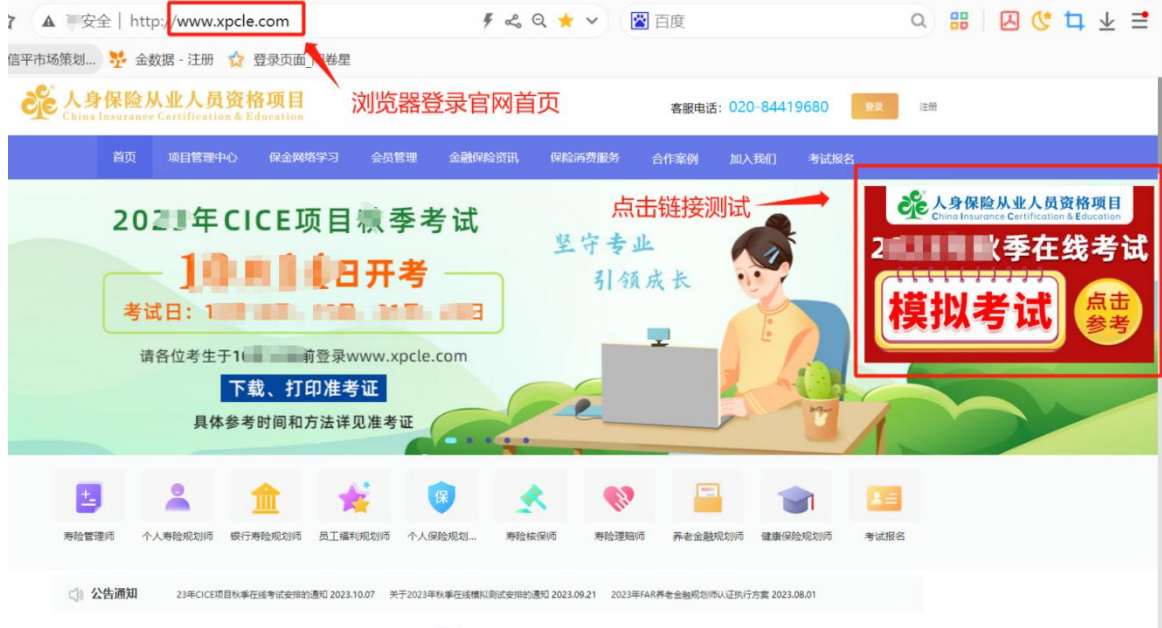 安全 | http://www.xpcle.com
百度
信平市场策划...
金数据 - 注册
登录页面_问卷星
人身保险从业人员资格项目
China Insurance Certification & Education
浏览器登录官网首页
客服电话：020-84419680
登录
注册
首页 项目管理中心 保金网络学习 会员管理 金融保险资讯 保险消费服务 合作案例 加入我们 考试报名
年CICE项目秋季考试
日开考
考试日：
请各位考生于 前登录www.xpcle.com
下载、打印准考证
具体参考时间和方法详见准考证
坚守专业
引领成长
点击链接测试
人身保险从业人员资格项目
China Insurance Certification & Education
秋季在线考试
模拟考试
点击
参考
保
寿险管理师 个人寿险规划师 银行寿险规划师 员工福利规划师 个人保险规划... 寿险核保师 寿险理赔师 养老金融规划师 健康保险规划师 考试报名
公告通知
23年CICE项目秋季在线考试安排的通知 2023.10.07
关于2023年秋季在线模拟测试安排的通知 2023.09.21
2023年FAR养老金融规划师认证执行方案 2023.08.01